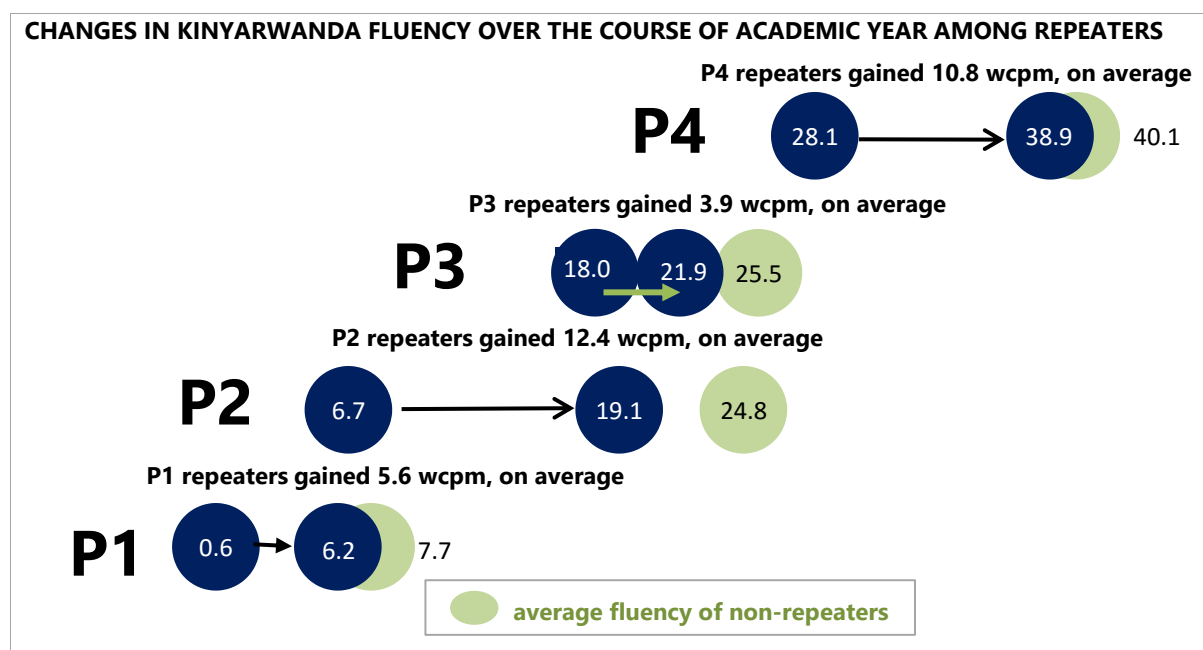 CHANGES IN KINYARWANDA FLUENCY OVER THE COURSE OF ACADEMIC YEAR AMONG REPEATERS
P4 repeaters gained 10.8 wcpm, on average
P4 28.1 38.9 40.1
P3 repeaters gained 3.9 wcpm, on average
P3 18.0 21.9 25.5
P2 repeaters gained 12.4 wcpm, on average
P2 6.7 19.1 24.8
P1 repeaters gained 5.6 wcpm, on average
P1 0.6 6.2 7.7
average fluency of non-repeaters